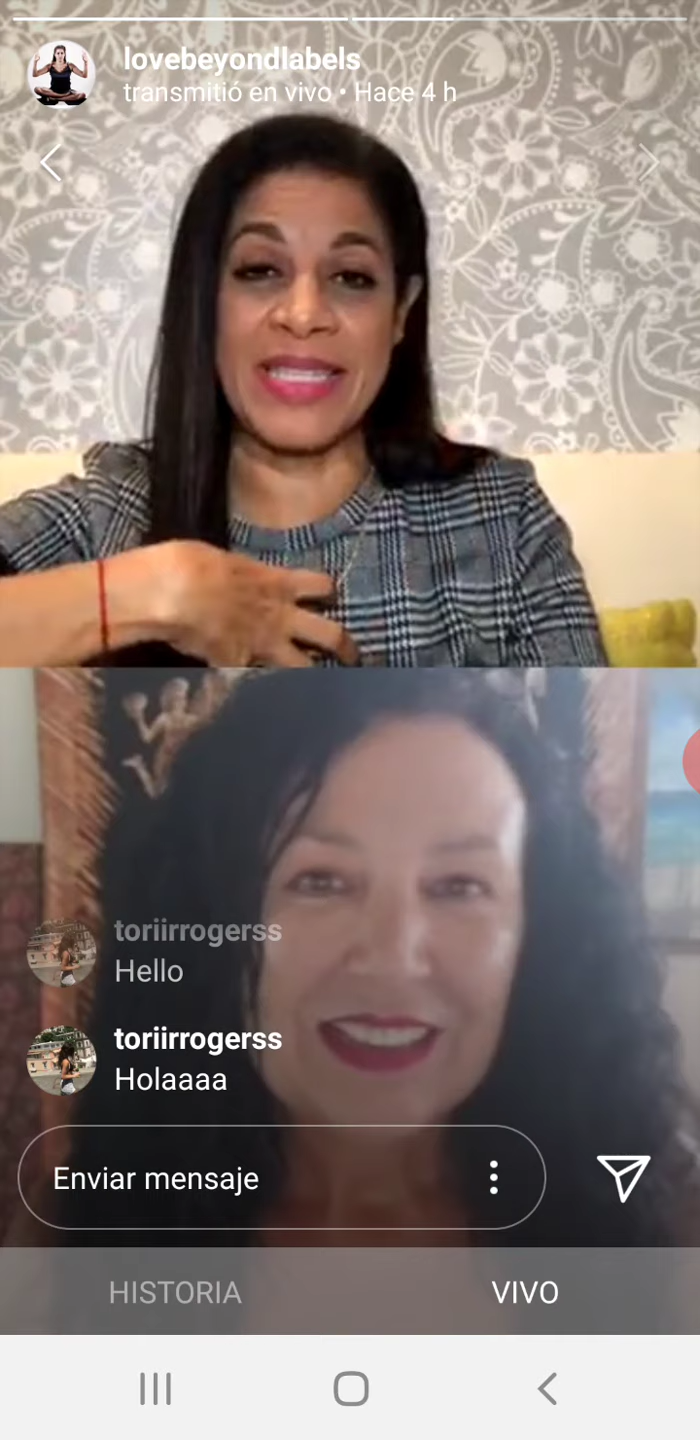 lovebeyondlabels
transmitió en vivo • Hace 4 h
toriirrogerss
Hello
toriirrogerss
Holaaaa
Enviar mensaje
HISTORIA
VIVO